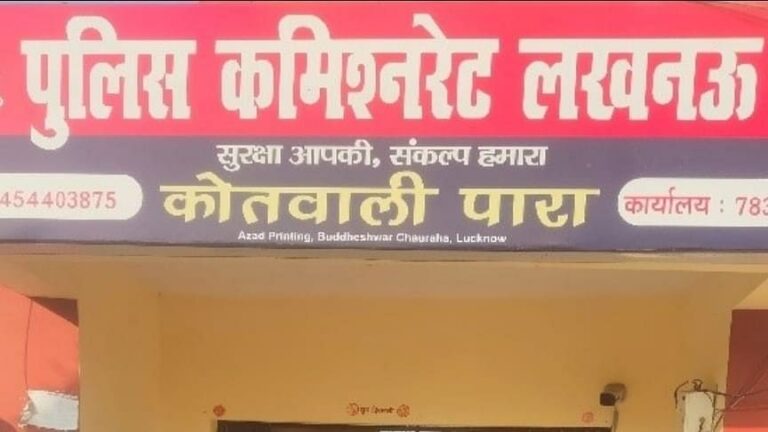 पुलिस कमिश्नरेट लखनऊ
सुरक्षा आपकी, संकल्प हमारा
454403875
कोतवाली पारा
कार्यालय : 783
Azad Printing, Buddheshwar Chauraha, Lucknow